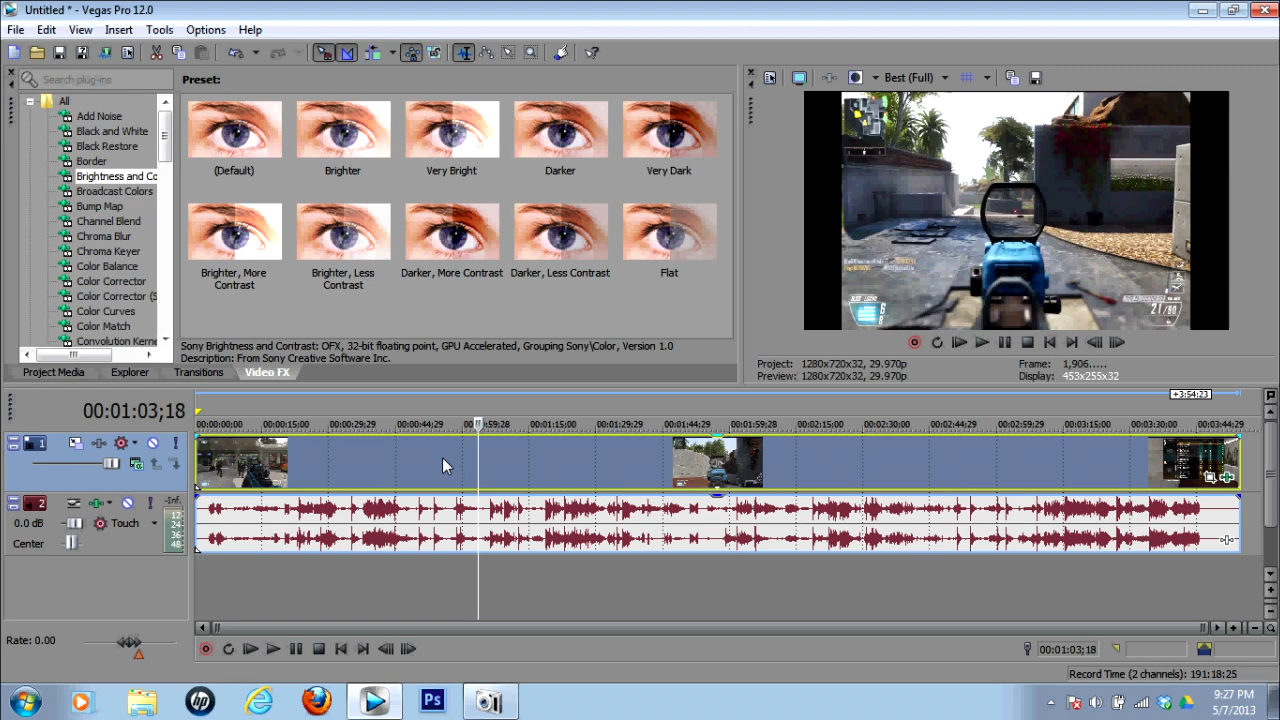 Untitled * - Vegas Pro 12.0
File Edit View Insert Tools Options Help
Search plug-ins
Preset:
Best (Full)
All
Add Noise
Black and White
Black Restore
Border
Brightness and Co
Broadcast Colors
Bump Map
Channel Blend
Chroma Blur
Chroma Keyer
Color Balance
Color Corrector
Color Corrector (S
Color Curves
Color Match
Convolution Kerne
(Default) Brighter Very Bright Darker Very Dark
Brighter, More Contrast
Brighter, Less Contrast
Darker, More Contrast
Darker, Less Contrast
Flat
Sony Brightness and Contrast: OFX, 32-bit floating point, GPU Accelerated, Grouping Sony\Color, Version 1.0
Description: From Sony Creative Software Inc.
Project Media Explorer Transitions Video FX
21/90
Project: 1280x720x32, 29.970p Frame: 1,906.....
Preview: 1280x720x32, 29.970p Display: 453x255x32
+3:54:23
00:01:03;18
00:00:00;00 00:00:15;00 00:00:29;29 00:00:44;29 00: :59;28 00:01:15;00 00:01:29;29 00:01:44;29 00:01:59;28 00:02:15;00 00:02:30;00 00:02:44;29 00:02:59;29 00:03:15;00 00:03:30;00 00:03:44;29
1
2
-Inf.
12
24
36
48
0.0 dB Touch
Center
Rate: 0.00
00:01:03;18
Record Time (2 channels): 191:18:25
hp
Ps
9:27 PM
5/7/2013